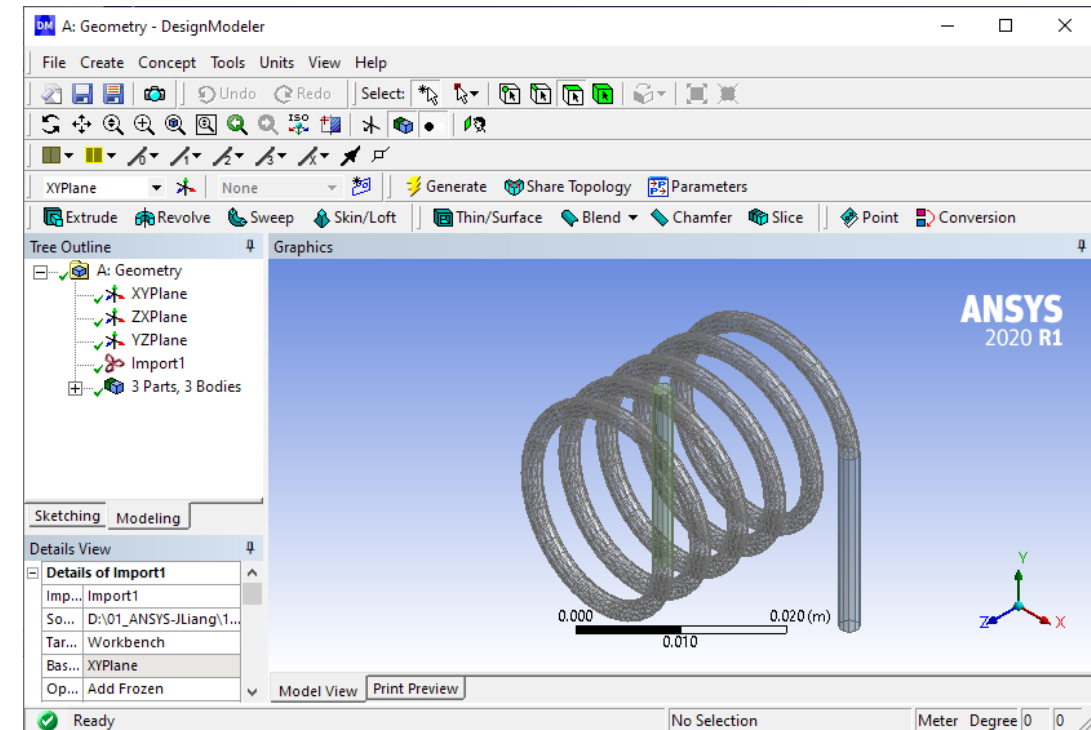 DM A: Geometry - DesignModeler
File Create Concept Tools Units View Help
Undo Redo Select:
ISO
XYPlane None Generate Share Topology Parameters
Extrude Revolve Sweep Skin/Loft Thin/Surface Blend Chamfer Slice Point Conversion
Tree Outline
A: Geometry
XYPlane
ZXPlane
YZPlane
Import1
3 Parts, 3 Bodies
Sketching Modeling
Details View
Details of Import1
Imp... Import1
So... D:\01_ANSYS-JLiang\1...
Tar... Workbench
Bas... XYPlane
Op... Add Frozen
Graphics
ANSYS
2020 R1
0.000 0.020 (m)
0.010
Y
Z X
Model View Print Preview
Ready No Selection Meter Degree 0 0